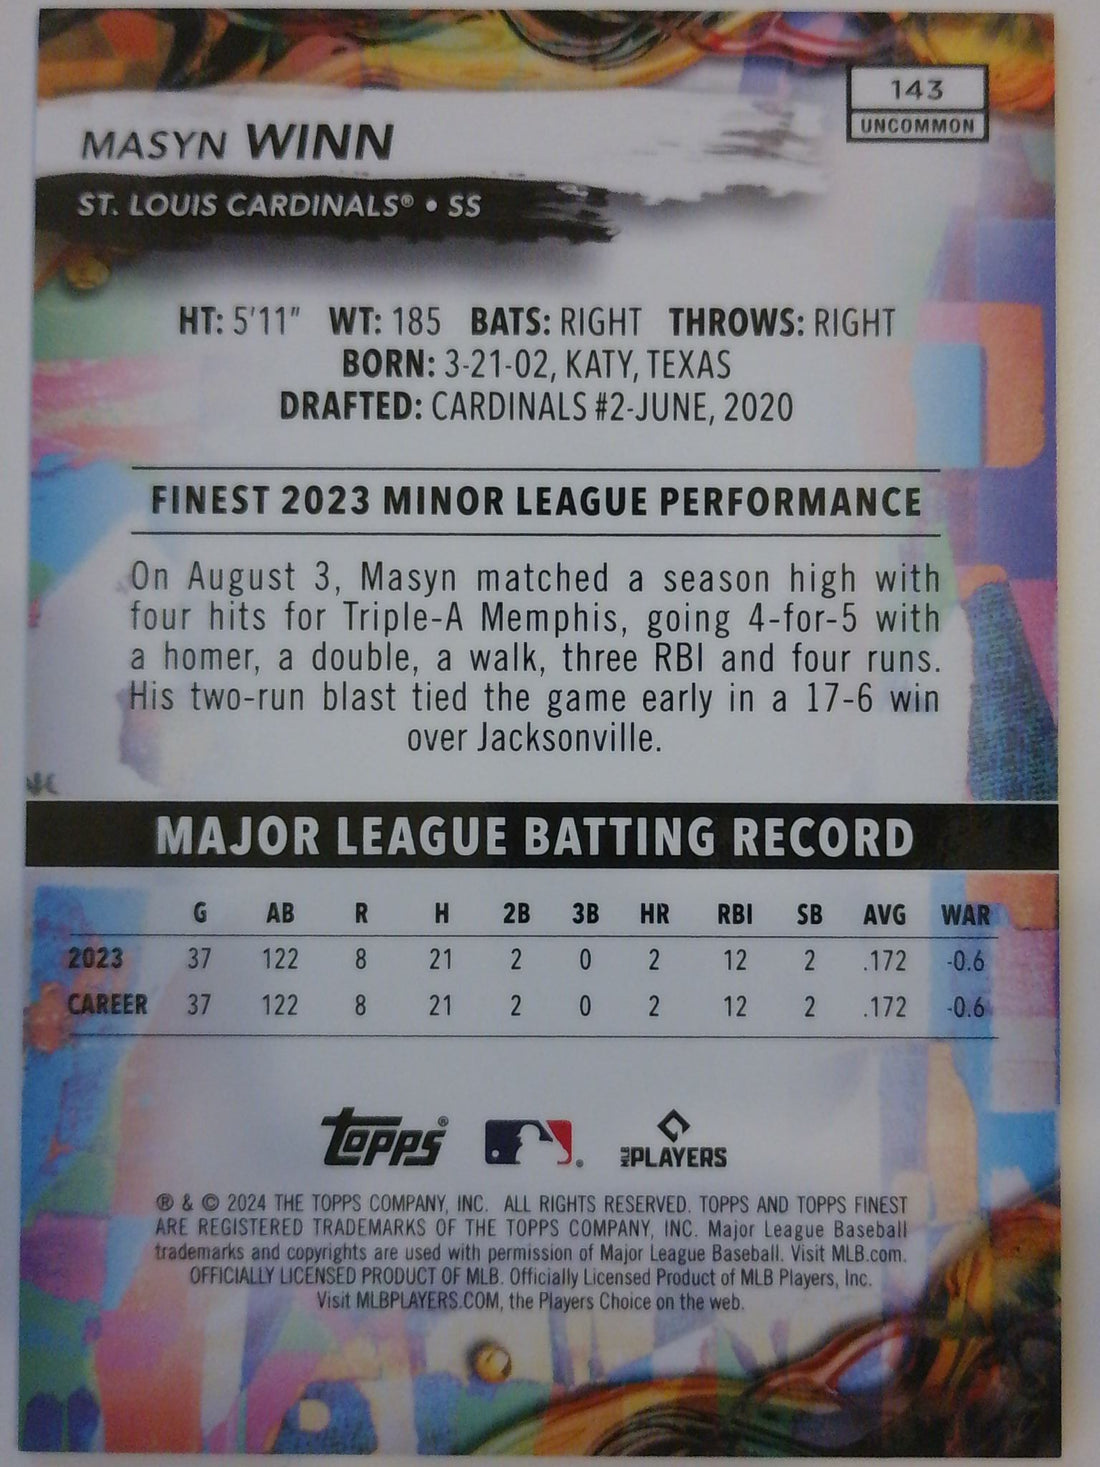 143
UNCOMMON
MASYN WINN
ST. LOUIS CARDINALS® • SS
HT: 5'11" WT: 185 BATS: RIGHT THROWS: RIGHT
BORN: 3-21-02, KATY, TEXAS
DRAFTED: CARDINALS #2-JUNE, 2020
FINEST 2023 MINOR LEAGUE PERFORMANCE
On August 3, Masyn matched a season high with
four hits for Triple-A Memphis, going 4-for-5 with
a homer, a double, a walk, three RBI and four runs.
His two-run blast tied the game early in a 17-6 win
over Jacksonville.
MAJOR LEAGUE BATTING RECORD
G AB R H 2B 3B HR RBI SB AVG WAR
2023 37 122 8 21 2 0 2 12 2 .172 -0.6
CAREER 37 122 8 21 2 0 2 12 2 .172 -0.6
Topps® ® MLB PLAYERS
® & © 2024 THE TOPPS COMPANY, INC. ALL RIGHTS RESERVED. TOPPS AND TOPPS FINEST
ARE REGISTERED TRADEMARKS OF THE TOPPS COMPANY, INC. Major League Baseball
trademarks and copyrights are used with permission of Major League Baseball. Visit MLB.com.
OFFICIALLY LICENSED PRODUCT OF MLB. Officially Licensed Product of MLB Players, Inc.
Visit MLBPLAYERS.COM, the Players Choice on the web.